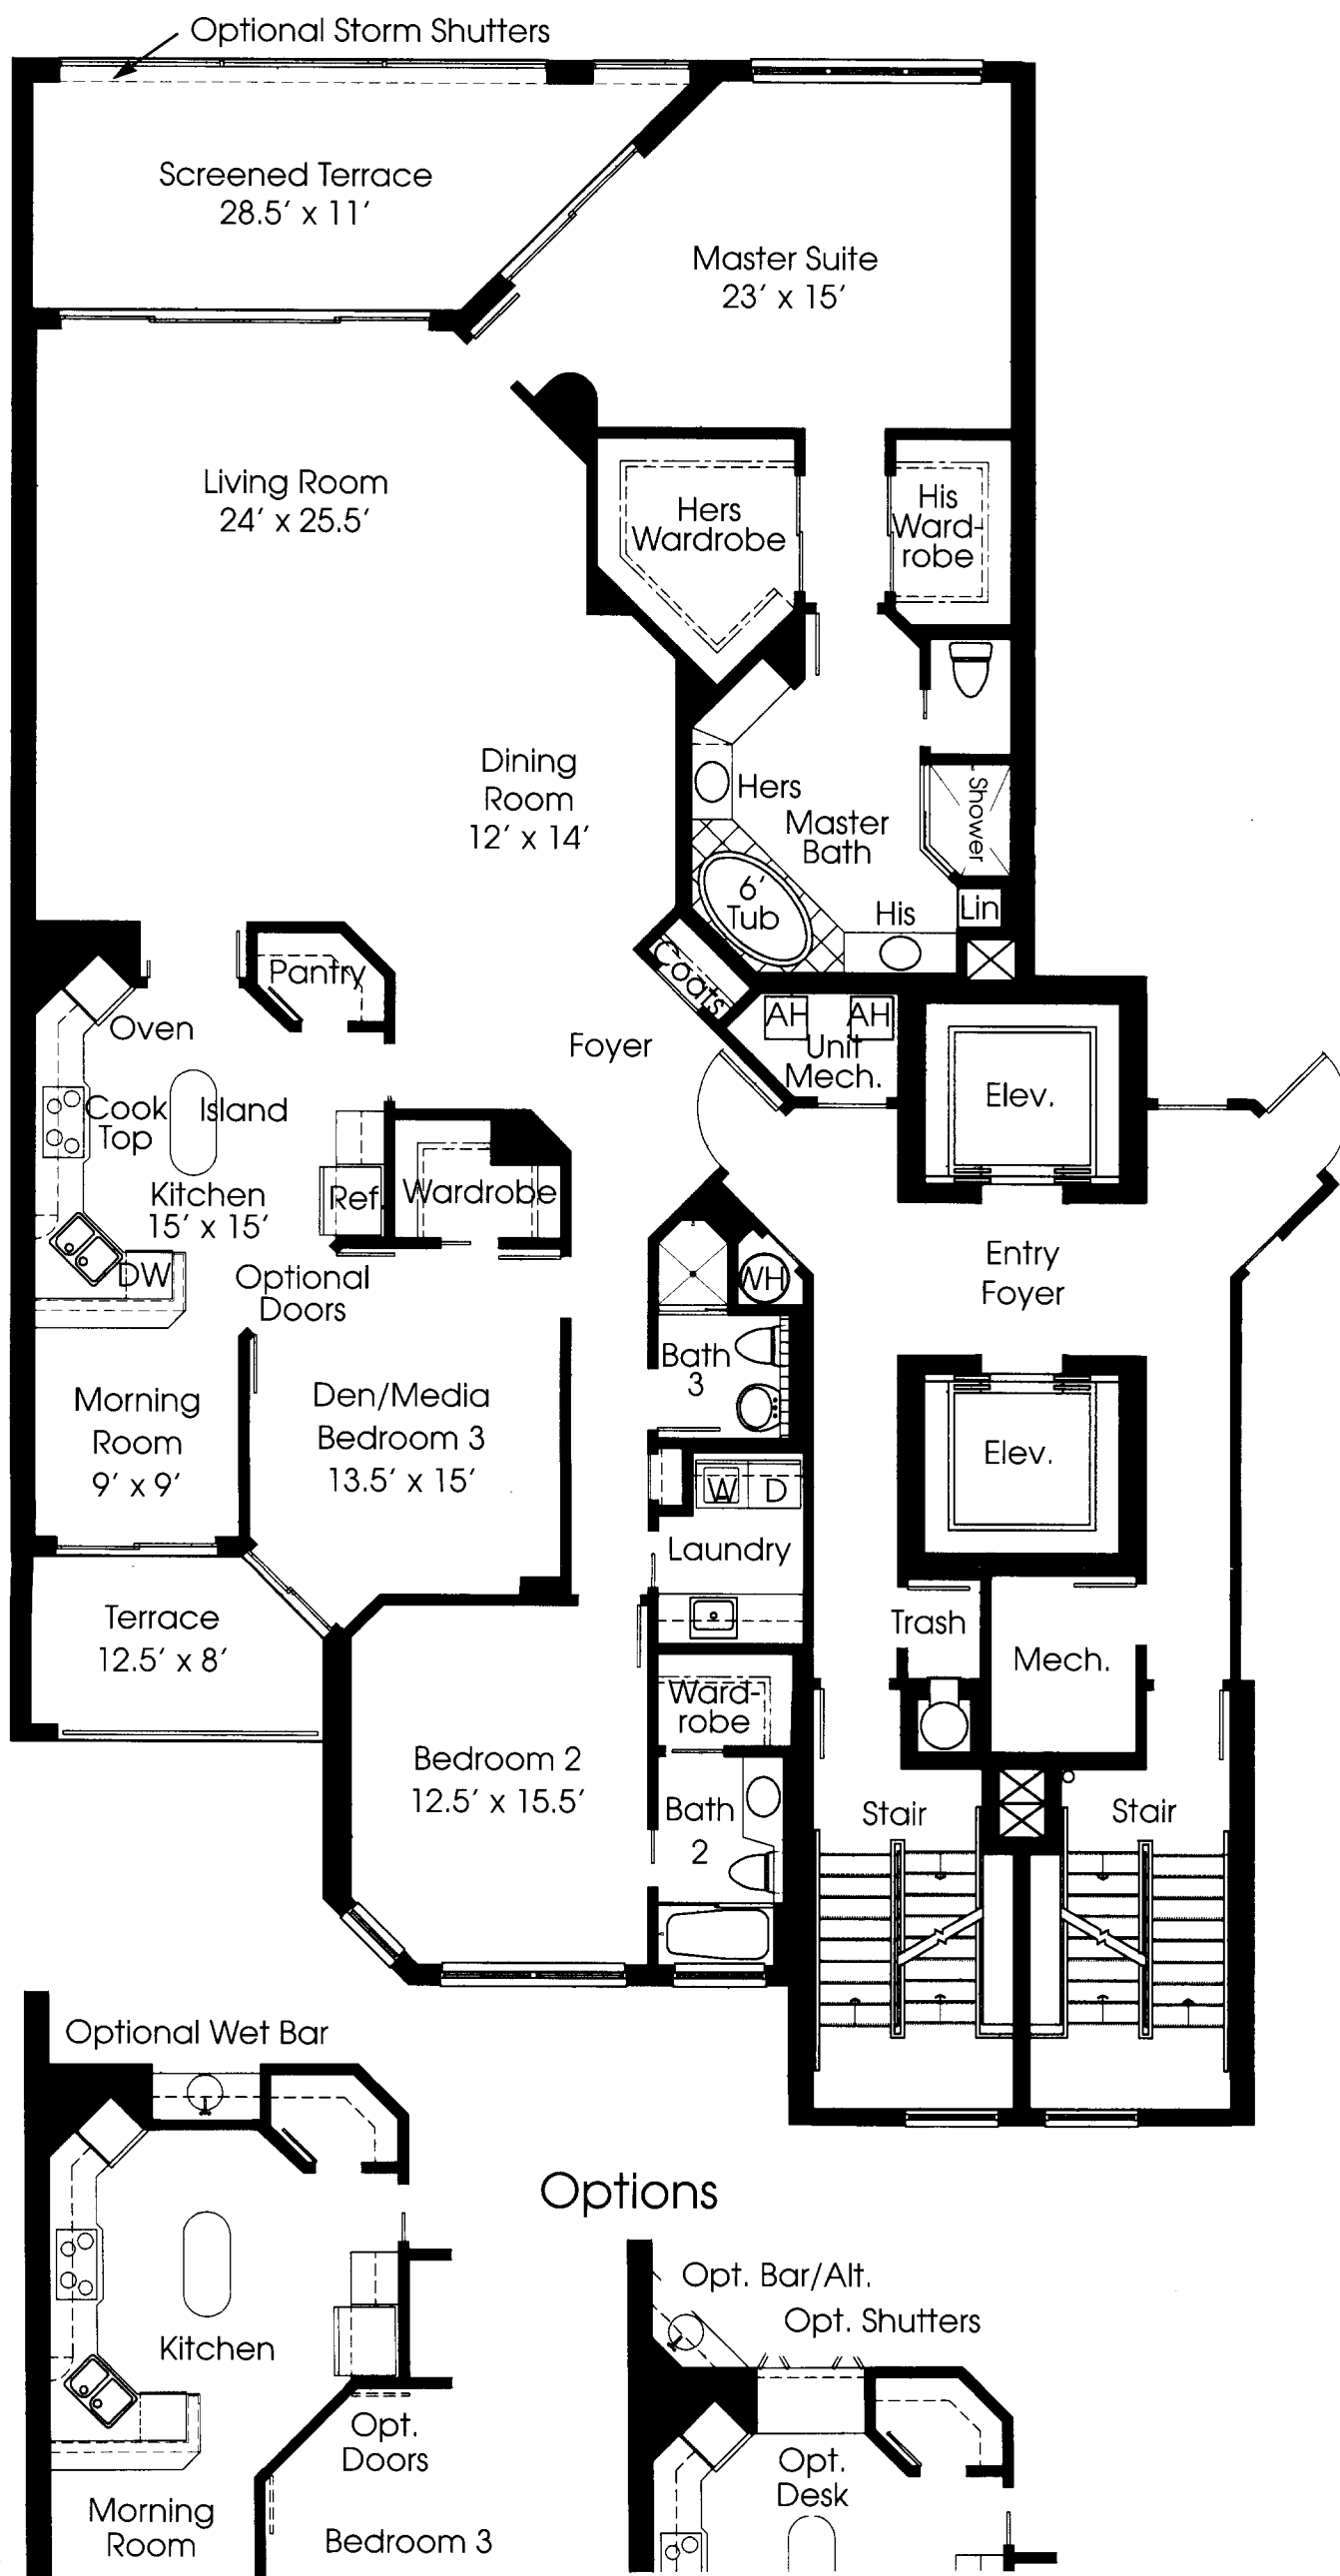 Optional Storm Shutters
Screened Terrace
28.5′ x 11′
Master Suite
23′ x 15′
Living Room
24′ x 25.5′
Hers
Wardrobe
His
Ward-
robe
Dining
Room
12′ x 14′
Hers
Master
Bath
Shower
6′
Tub
His
Lin
Coats
Pantry
Oven
Foyer
AH
AH
Unit
Mech.
Elev.
Cook
Top
Island
Kitchen
15′ x 15′
Ref.
Wardrobe
DW
Optional
Doors
WH
Entry
Foyer
Bath
3
Morning
Room
9′ x 9′
Den/Media
Bedroom 3
13.5′ x 15′
Elev.
W
D
Laundry
Terrace
12.5′ x 8′
Trash
Mech.
Ward-
robe
Bedroom 2
12.5′ x 15.5′
Bath
2
Stair
Stair
Optional Wet Bar
Options
Kitchen
Opt.
Doors
Morning
Room
Bedroom 3
Opt. Bar/Alt.
Opt. Shutters
Opt.
Desk